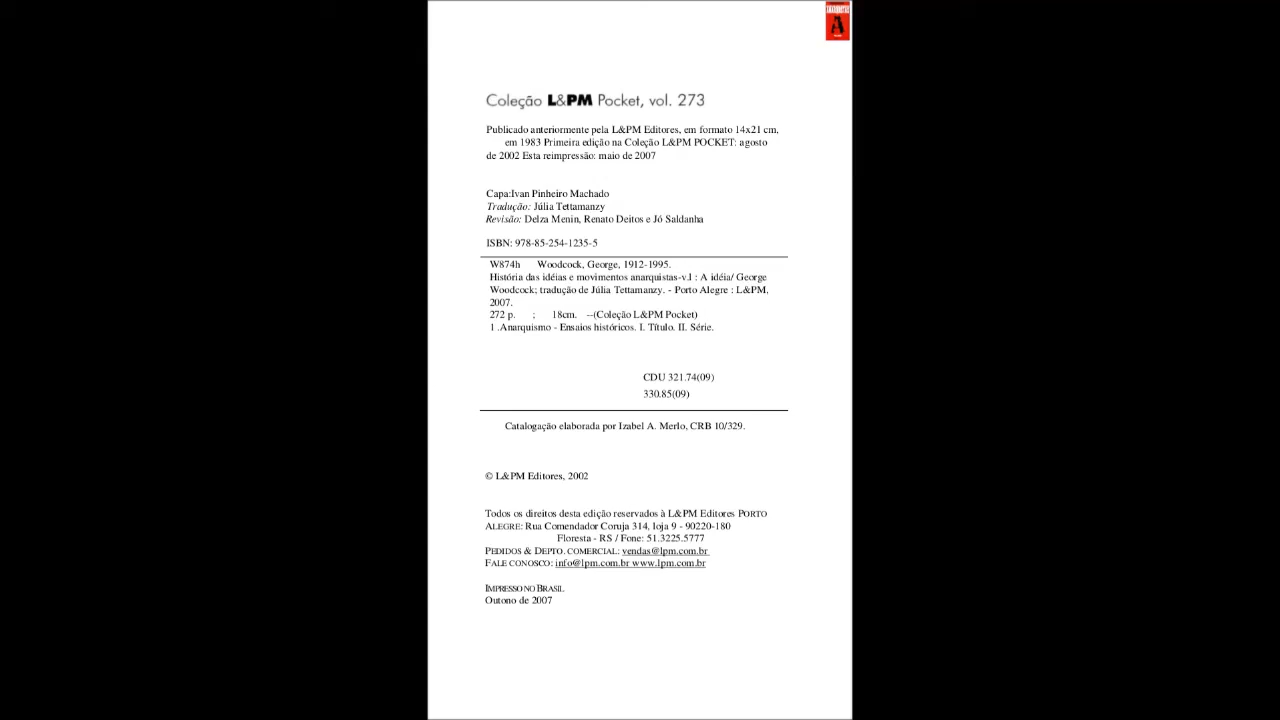 Coleção L&PM Pocket, vol. 273
Publicado anteriormente pela L&PM Editores, em formato 14x21 cm,
em 1983 Primeira edição na Coleção L&PM POCKET: agosto
de 2002 Esta reimpressão: maio de 2007
Capa:Ivan Pinheiro Machado
Tradução: Júlia Tettamanzy
Revisão: Delza Menin, Renato Deitos e Jó Saldanha
ISBN: 978-85-254-1235-5
W874h Woodcock, George, 1912-1995.
História das idéias e movimentos anarquistas-v.l : A idéia/ George
Woodcock; tradução de Júlia Tettamanzy. - Porto Alegre : L&PM,
2007.
272 p. ; 18cm. --(Coleção L&PM Pocket)
1 .Anarquismo - Ensaios históricos. I. Título. II. Série.
CDU 321.74(09)
330.85(09)
Catalogação elaborada por Izabel A. Merlo, CRB 10/329.
© L&PM Editores, 2002
Todos os direitos desta edição reservados à L&PM Editores PORTO
ALEGRE: Rua Comendador Coruja 314, loja 9 - 90220-180
Floresta - RS / Fone: 51.3225.5777
PEDIDOS & DEPTO. COMERCIAL: vendas@lpm.com.br
FALE CONOSCO: info@lpm.com.br www.lpm.com.br
IMPRESSO NO BRASIL
Outono de 2007